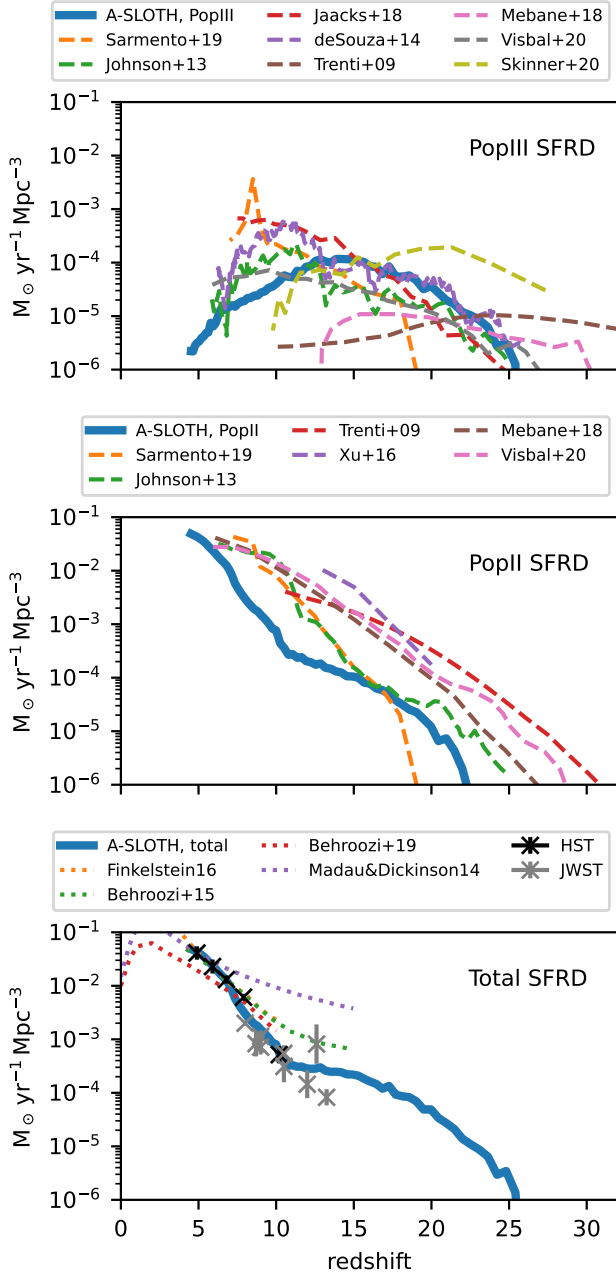 A-SLOTH, PopIII Jaacks+18 Mebane+18
Sarmento+19 deSouza+14 Visbal+20
Johnson+13 Trenti+09 Skinner+20
PopIII SFRD
M⊙ yr⁻¹ Mpc⁻³
10⁻¹
10⁻²
10⁻³
10⁻⁴
10⁻⁵
10⁻⁶
A-SLOTH, PopII Trenti+09 Mebane+18
Sarmento+19 Xu+16 Visbal+20
Johnson+13
PopII SFRD
M⊙ yr⁻¹ Mpc⁻³
10⁻¹
10⁻²
10⁻³
10⁻⁴
10⁻⁵
10⁻⁶
A-SLOTH, total Behroozi+19 HST
Finkelstein16 Madau&Dickinson14 JWST
Behroozi+15
Total SFRD
M⊙ yr⁻¹ Mpc⁻³
10⁻¹
10⁻²
10⁻³
10⁻⁴
10⁻⁵
10⁻⁶
0 5 10 15 20 25 30
redshift